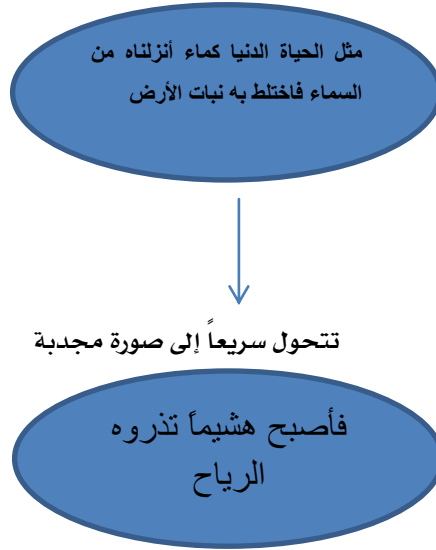 مثل الحياة الدنيا كماء أنزلناه من
السماء فاختلط به نبات الأرض
تتحول سريعاً إلى صورة مجدبة
فأصبح هشيماً تذروه
الرياح